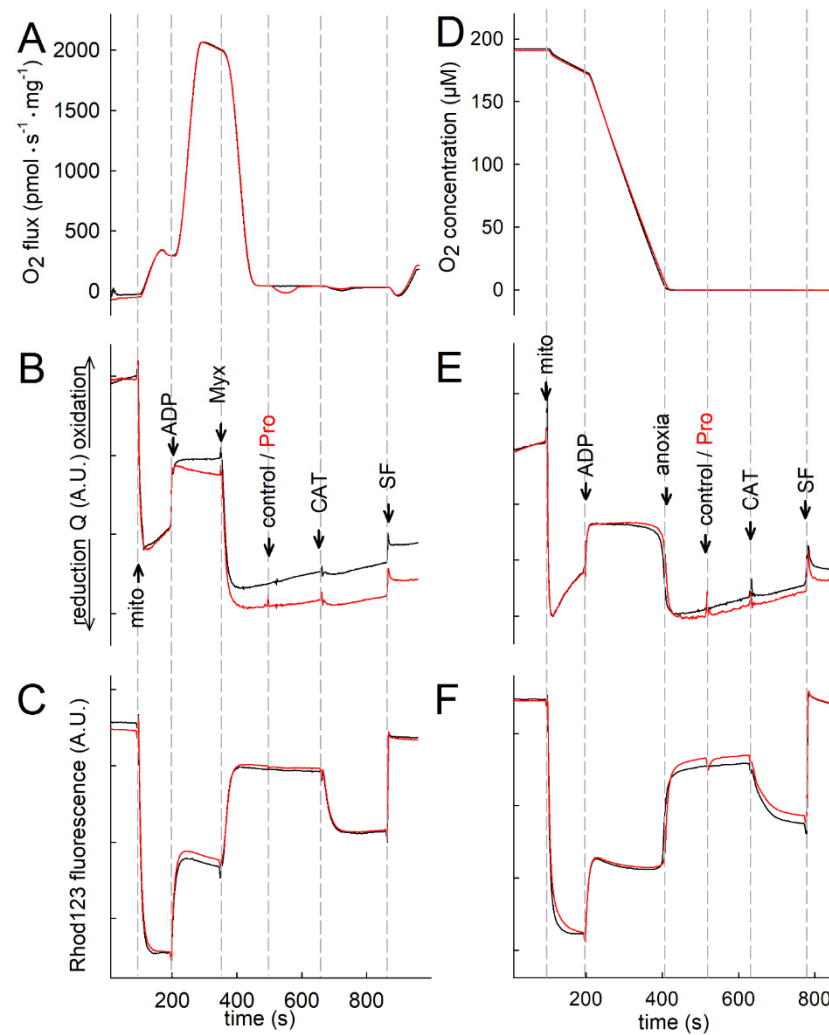 A
O₂ flux (pmol · s⁻¹ · mg⁻¹)
2000
1500
1000
500
0
D
O₂ concentration (µM)
200
150
100
50
0
B
reduction Q (A.U.) oxidation
mito
ADP
Myx
control / Pro
CAT
SF
E
mito
ADP
anoxia
control / Pro
CAT
SF
C
Rhod123 fluorescence (A.U.)
200 400 600 800
time (s)
F
200 400 600 800
time (s)